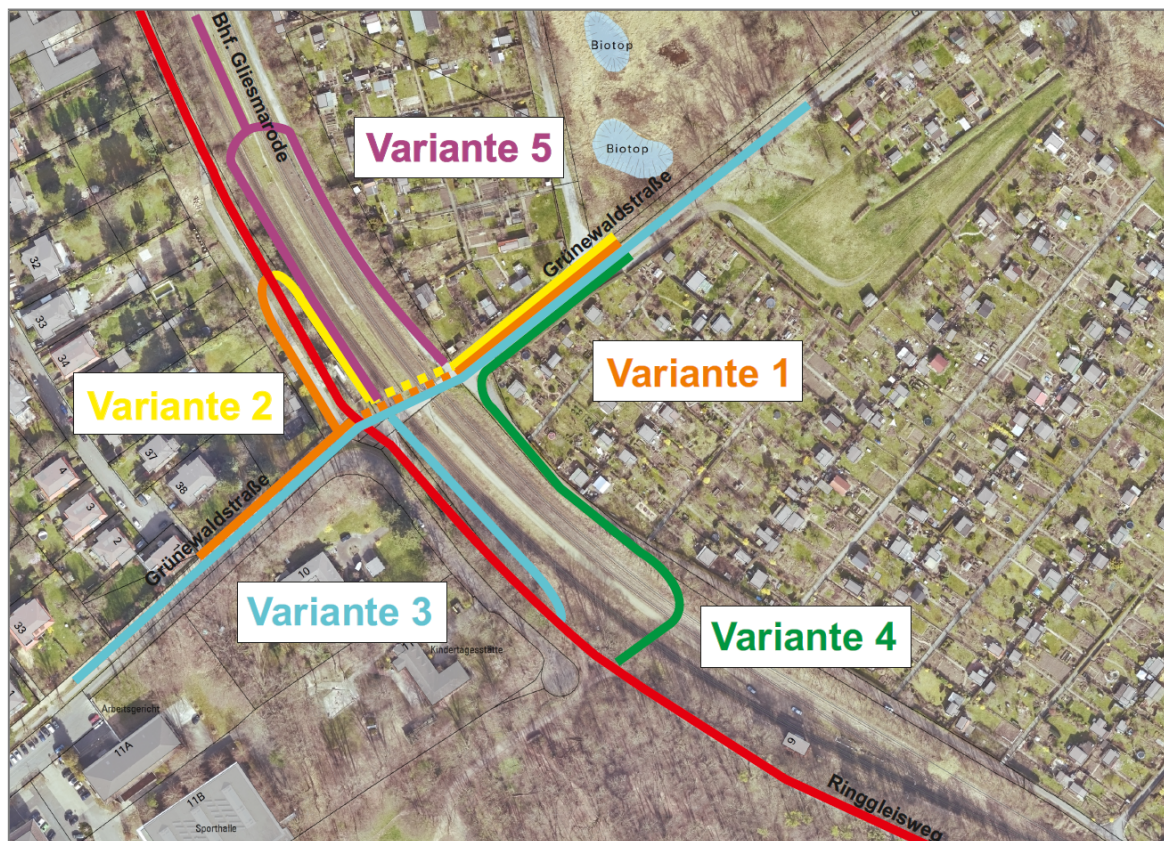 Bhf. Gliesmarode
Biotop
Biotop
Variante 5
Grünewaldstraße
32
33
34
Variante 1
Variante 2
37
38
4
3
2
Grünewaldstraße
10
Variante 3
33
Variante 4
Kindertagesstätte
Arbeitsgericht
11A
9
11B
Sporthalle
Ringgleisweg